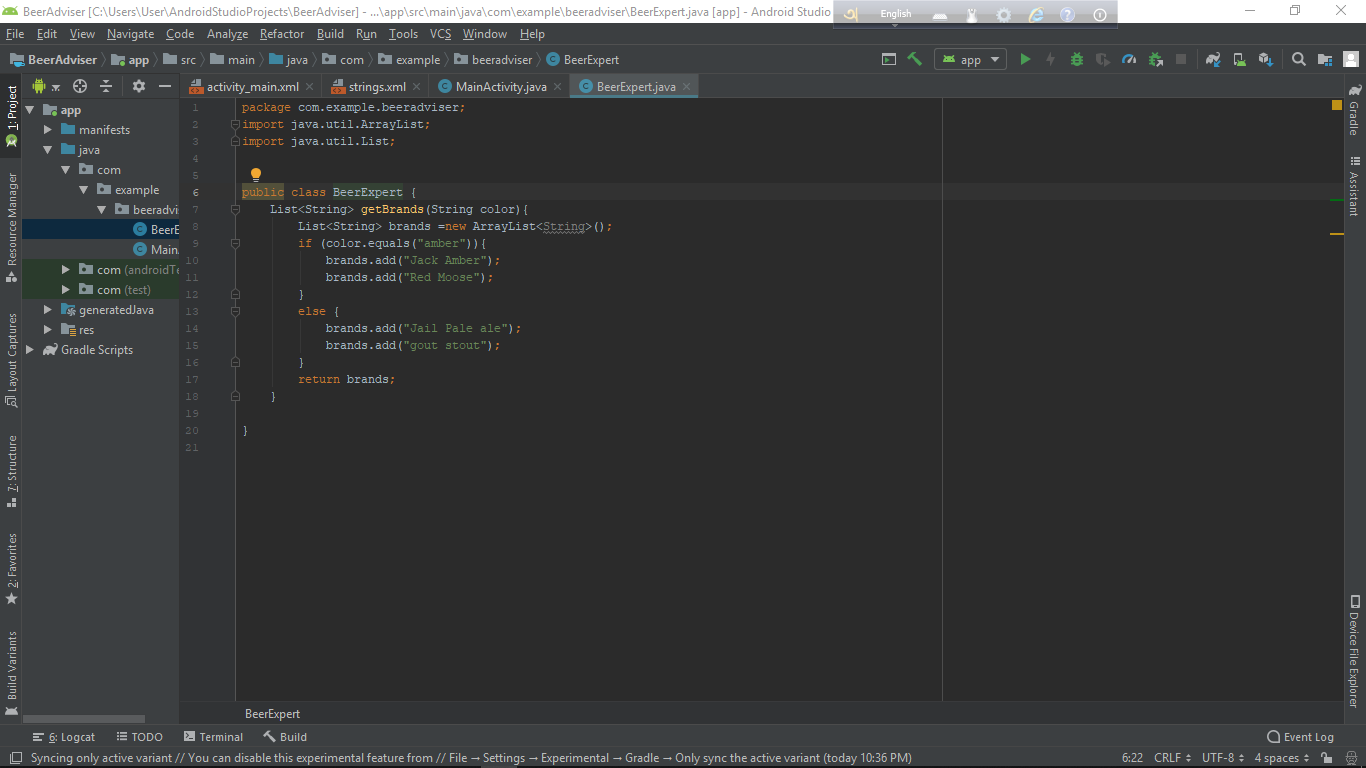 BeerAdviser [C:\Users\User\AndroidStudioProjects\BeerAdviser] - ...\app\src\main\java\com\example\beeradviser\BeerExpert.java [app] - Android Studio
English
File Edit View Navigate Code Analyze Refactor Build Run Tools VCS Window Help
BeerAdviser app src main java com example beeradviser BeerExpert
app
activity_main.xml strings.xml MainActivity.java BeerExpert.java
1: Project
Resource Manager
Layout Captures
7: Structure
2: Favorites
Build Variants
app
manifests
java
com
example
beeradvi
BeerE
Main
com (androidTe
com (test)
generatedJava
res
Gradle Scripts
1 package com.example.beeradviser;
2 import java.util.ArrayList;
3 import java.util.List;
4
5
6 public class BeerExpert {
7 List<String> getBrands(String color){
8 List<String> brands =new ArrayList<String>();
9 if (color.equals("amber")){
10 brands.add("Jack Amber");
11 brands.add("Red Moose");
12 }
13 else {
14 brands.add("Jail Pale ale");
15 brands.add("gout stout");
16 }
17 return brands;
18 }
19
20 }
21
Gradle
Assistant
Device File Explorer
BeerExpert
6: Logcat TODO Terminal Build Event Log
Syncing only active variant // You can disable this experimental feature from // File → Settings → Experimental → Gradle → Only sync the active variant (today 10:36 PM) 6:22 CRLF UTF-8 4 spaces